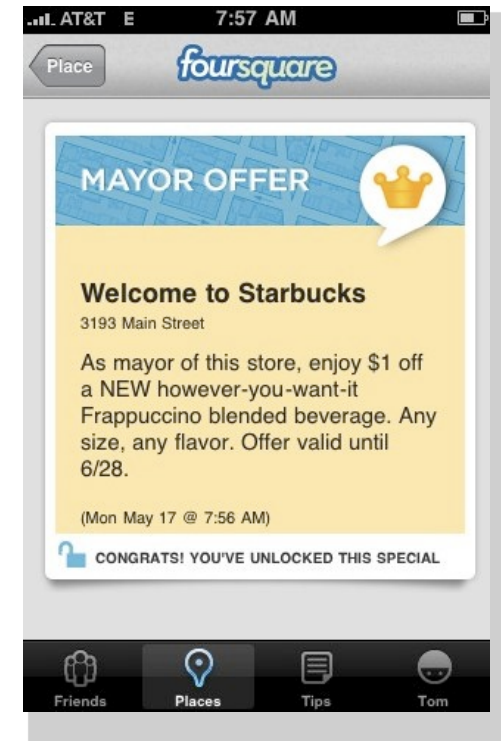 AT&T E 7:57 AM
Place foursquare
MAYOR OFFER
Welcome to Starbucks
3193 Main Street
As mayor of this store, enjoy $1 off
a NEW however-you-want-it
Frappuccino blended beverage. Any
size, any flavor. Offer valid until
6/28.
(Mon May 17 @ 7:56 AM)
CONGRATS! YOU'VE UNLOCKED THIS SPECIAL
Friends Places Tips Tom